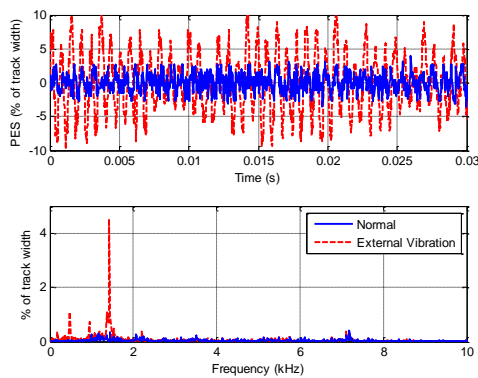 10
5
0
-5
-10
PES (% of track width)
0 0.005 0.01 0.015 0.02 0.025 0.03
Time (s)
4
2
0
% of track width
Normal
External Vibration
0 2 4 6 8 10
Frequency (kHz)